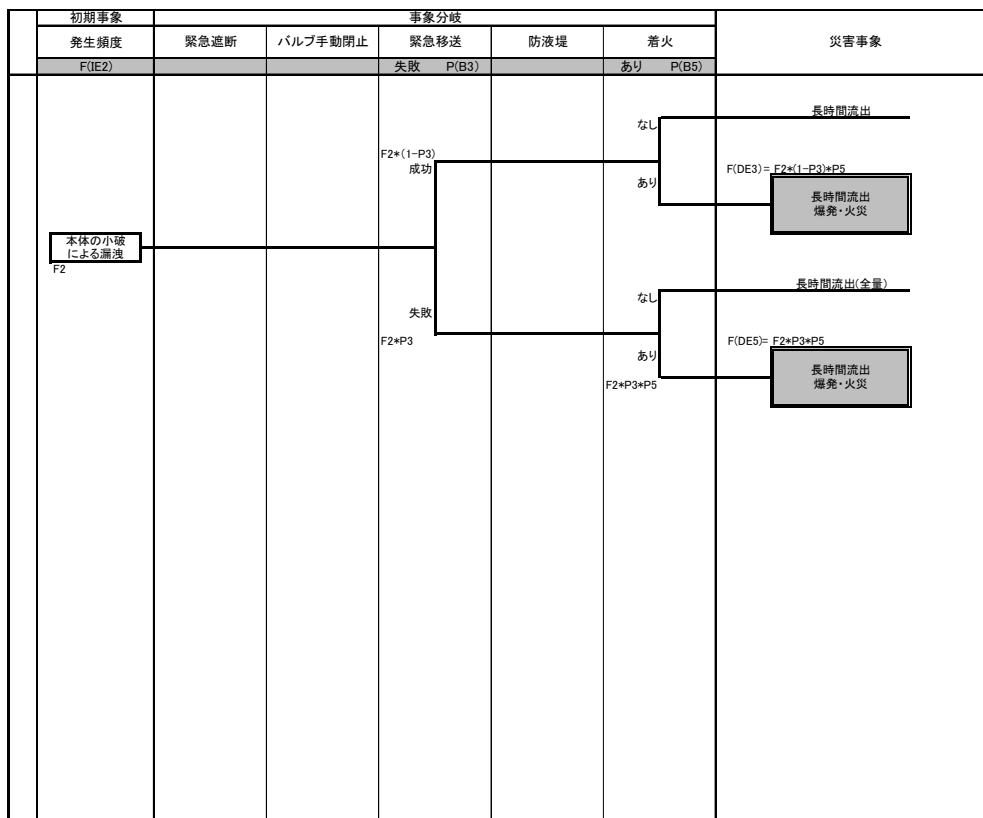 初期事象
事象分岐
発生頻度
緊急遮断
バルブ手動閉止
緊急移送
防液堤
着火
災害事象
F(IE2)
失敗 P(B3)
あり P(B5)
長時間流出
なし
F2*(1-P3)
成功
F(DE3)= F2*(1-P3)*P5
あり
長時間流出
爆発・火災
本体の小破
による漏洩
F2
長時間流出(全量)
なし
失敗
F2*P3
F(DE5)= F2*P3*P5
あり
長時間流出
爆発・火災
F2*P3*P5